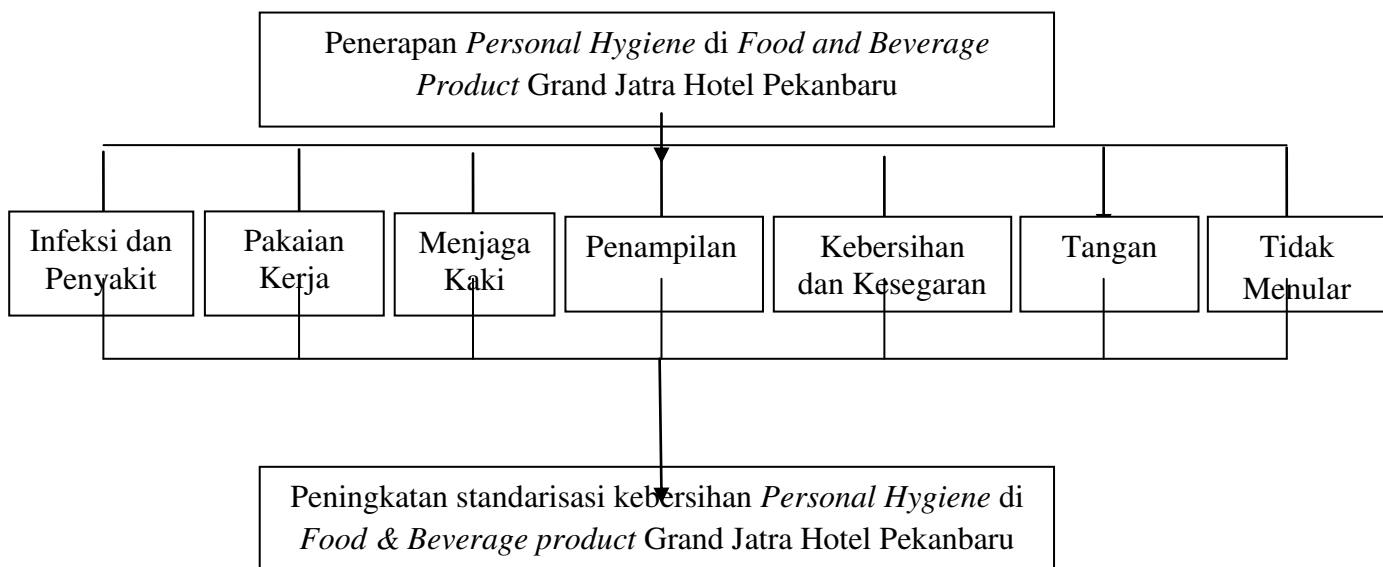 Penerapan Personal Hygiene di Food and Beverage
Product Grand Jatra Hotel Pekanbaru
Infeksi dan
Penyakit
Pakaian
Kerja
Menjaga
Kaki
Penampilan
Kebersihan
dan Kesegaran
Tangan
Tidak
Menular
Peningkatan standarisasi kebersihan Personal Hygiene di
Food & Beverage product Grand Jatra Hotel Pekanbaru